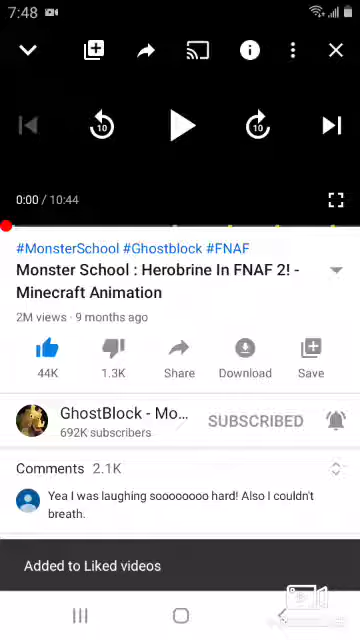 7:48
10
10
0:00 / 10:44
#MonsterSchool #Ghostblock #FNAF
Monster School : Herobrine In FNAF 2! -
Minecraft Animation
2M views · 9 months ago
44K
1.3K
Share
Download
Save
GhostBlock - Mo...
SUBSCRIBED
692K subscribers
Comments 2.1K
Yea I was laughing soooooooo hard! Also I couldn't
breath.
Added to Liked videos